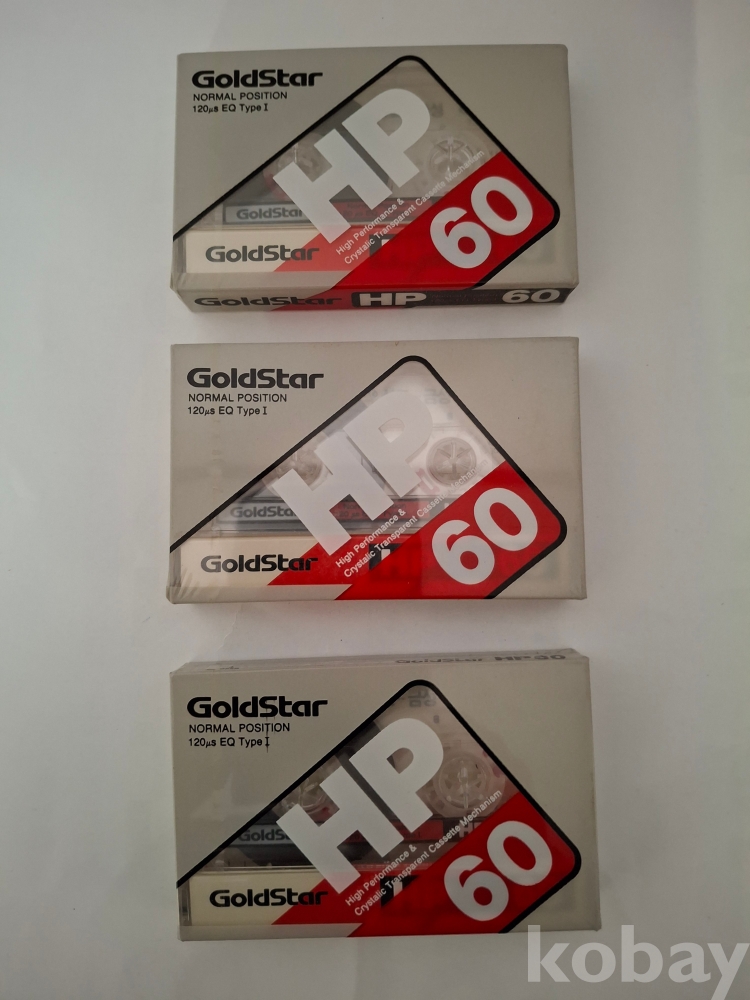 GoldStar
NORMAL POSITION
120μs EQ Type I
HP
High Performance &
Crystalic Transparent Cassette Mechanism
60
GoldStar
GoldStar
GoldStar HP 60
GoldStar
NORMAL POSITION
120μs EQ Type I
HP
High Performance &
Crystalic Transparent Cassette Mechanism
60
GoldStar
GoldStar
GoldStar
NORMAL POSITION
120μs EQ Type I
HP
High Performance &
Crystalic Transparent Cassette Mechanism
60
GoldS
GoldStar
kobay